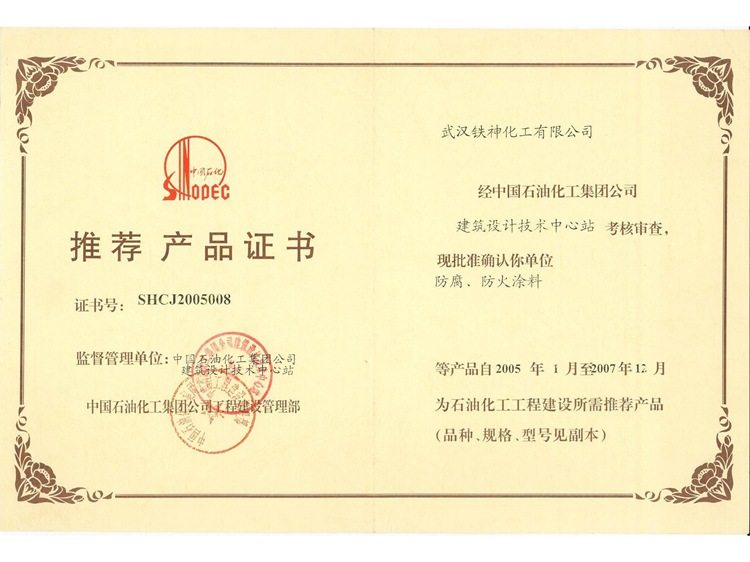 中国石化
SINOPEC
推荐 产品证书
证书号：SHCJ2005008
监督管理单位：中国石油化工集团公司
建筑设计技术中心站
中国石油化工集团公司工程建设管理部
武汉铁神化工有限公司
经中国石油化工集团公司
建筑设计技术中心站 考核审查，
现批准确认你单位
防腐、防火涂料
等产品自2005 年 1 月至2007年12月
为石油化工工程建设所需推荐产品
（品种、规格、型号见副本）